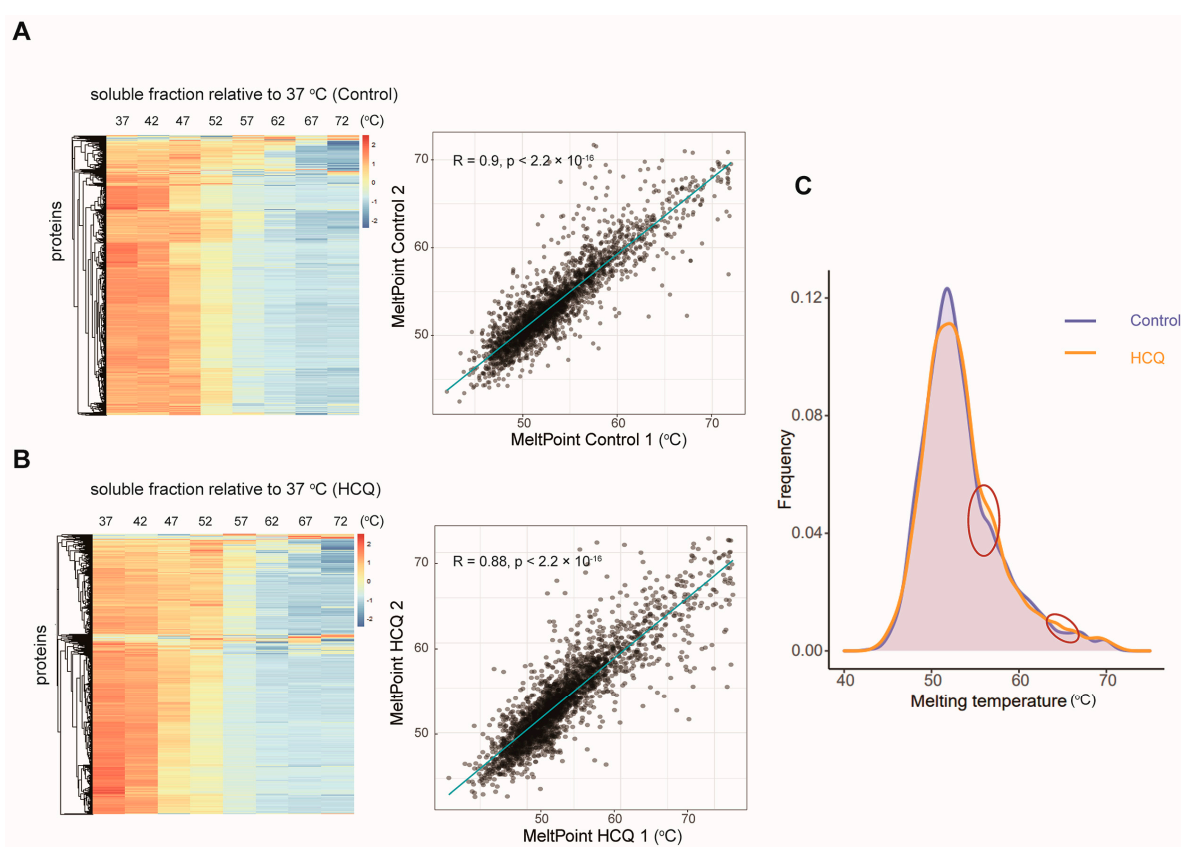 A
soluble fraction relative to 37 °C (Control)
37 42 47 52 57 62 67 72 (°C)
2
1
0
-1
-2
proteins
R = 0.9, p < 2.2 × 10-16
70
60
50
MeltPoint Control 2
50 60 70
MeltPoint Control 1 (°C)
B
soluble fraction relative to 37 °C (HCQ)
37 42 47 52 57 62 67 72 (°C)
2
1
0
-1
-2
proteins
R = 0.88, p < 2.2 × 10-16
70
60
50
MeltPoint HCQ 2
50 60 70
MeltPoint HCQ 1 (°C)
C
0.12
0.08
0.04
0.00
Frequency
40 50 60 70
Melting temperature (°C)
Control
HCQ